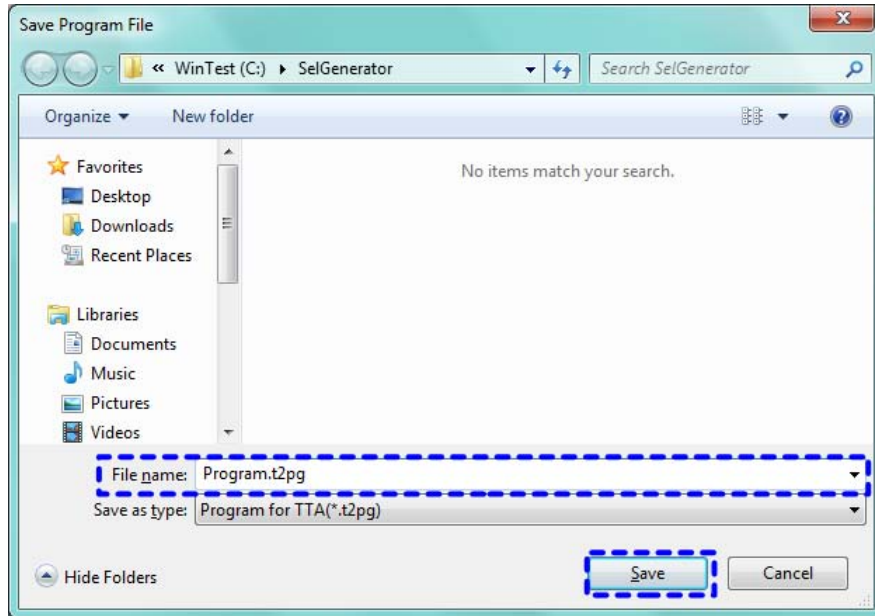 Save Program File
« WinTest (C:) ▸ SelGenerator
Search SelGenerator
Organize ▾ New folder
Favorites
Desktop
Downloads
Recent Places
Libraries
Documents
Music
Pictures
Videos
No items match your search.
File name: Program.t2pg
Save as type: Program for TTA(*.t2pg)
Hide Folders
Save
Cancel